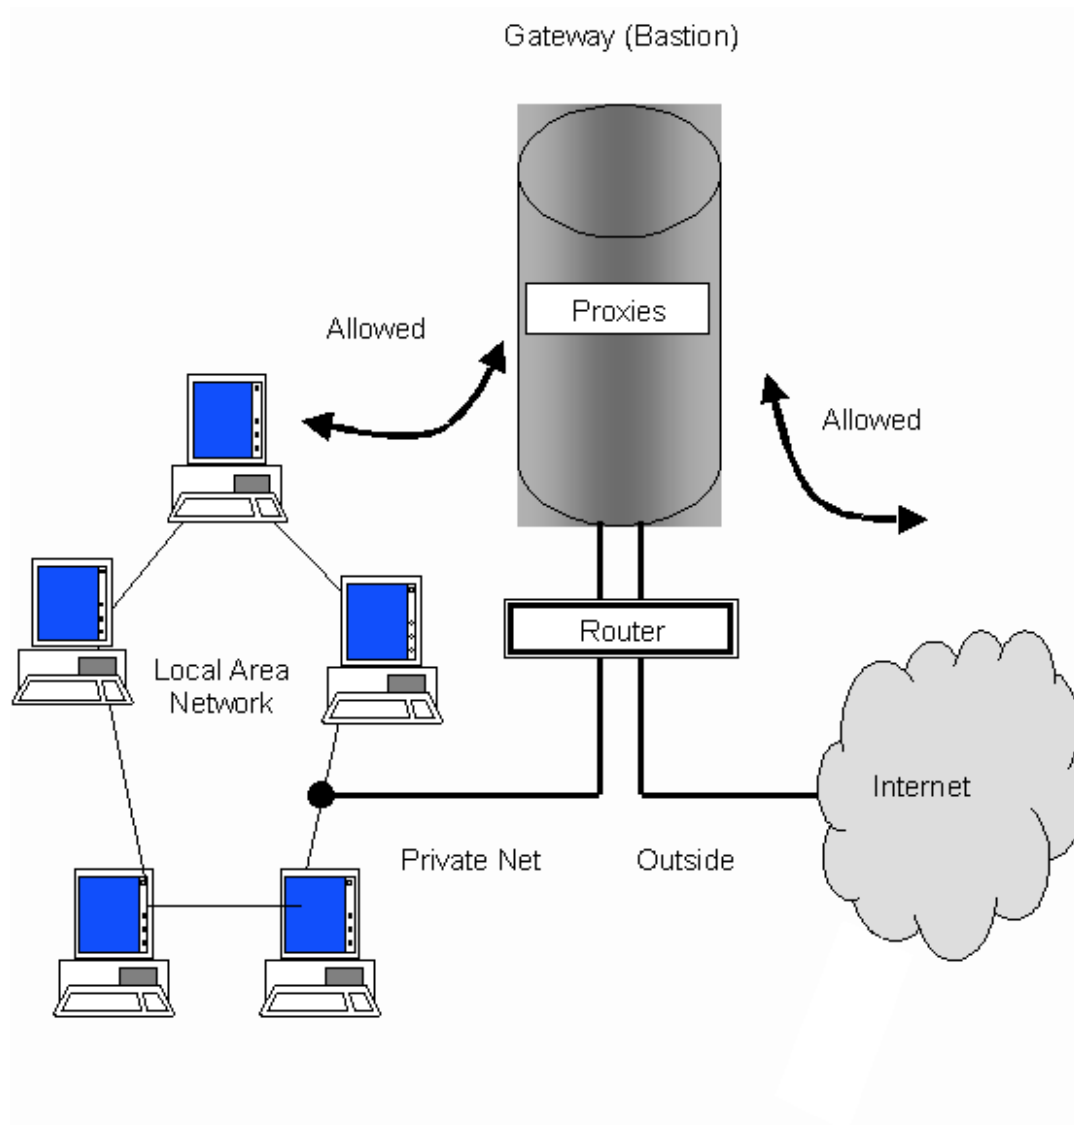 Gateway (Bastion)
Proxies
Allowed
Allowed
Router
Local Area
Network
Internet
Private Net
Outside